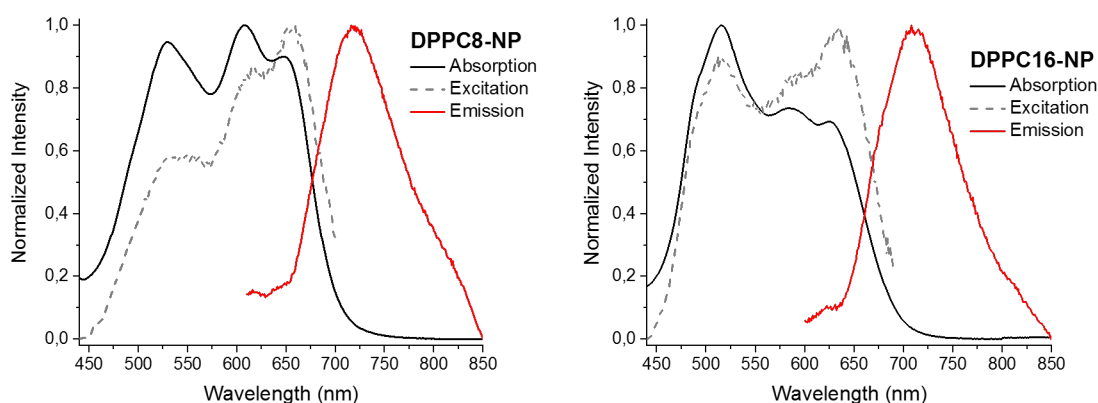 DPPC8-NP
Absorption
Excitation
Emission
Normalized Intensity
1,0
0,8
0,6
0,4
0,2
0,0
450 500 550 600 650 700 750 800 850
Wavelength (nm)
DPPC16-NP
Absorption
Excitation
Emission
Normalized Intensity
1,0
0,8
0,6
0,4
0,2
0,0
450 500 550 600 650 700 750 800 850
Wavelength (nm)